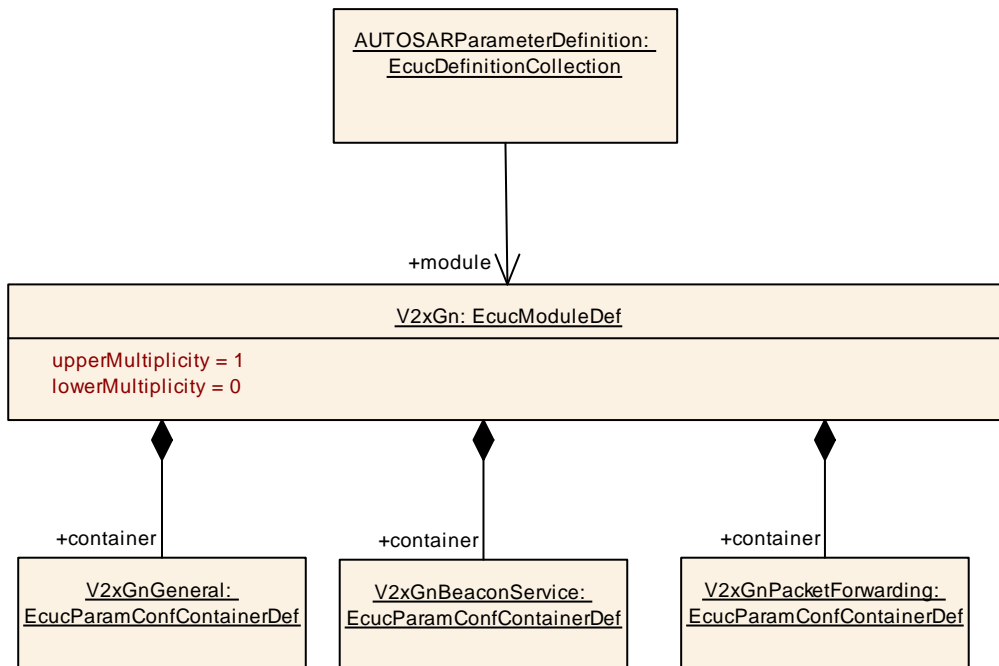 AUTOSARParameterDefinition:
EcucDefinitionCollection
+module
V2xGn: EcucModuleDef
upperMultiplicity = 1
lowerMultiplicity = 0
+container
+container
+container
V2xGnGeneral:
EcucParamConfContainerDef
V2xGnBeaconService:
EcucParamConfContainerDef
V2xGnPacketForwarding:
EcucParamConfContainerDef